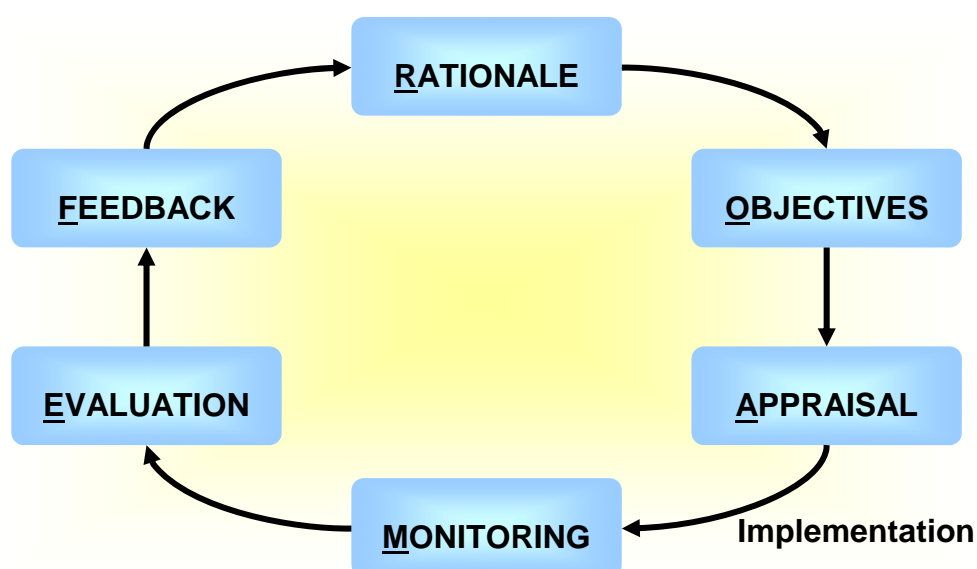 RATIONALE
OBJECTIVES
APPRAISAL
Implementation
MONITORING
EVALUATION
FEEDBACK